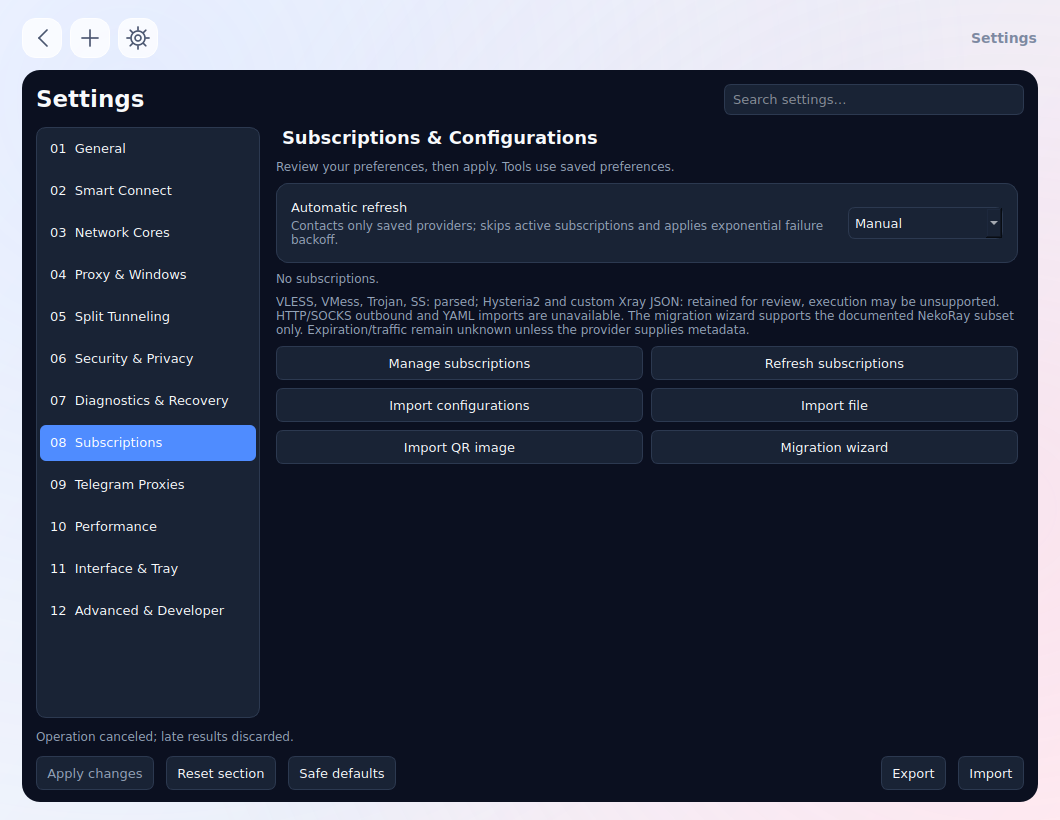 Settings
Settings
Search settings...
01 General
02 Smart Connect
03 Network Cores
04 Proxy & Windows
05 Split Tunneling
06 Security & Privacy
07 Diagnostics & Recovery
08 Subscriptions
09 Telegram Proxies
10 Performance
11 Interface & Tray
12 Advanced & Developer
Subscriptions & Configurations
Review your preferences, then apply. Tools use saved preferences.
Automatic refresh
Contacts only saved providers; skips active subscriptions and applies exponential failure
backoff.
Manual
No subscriptions.
VLESS, VMess, Trojan, SS: parsed; Hysteria2 and custom Xray JSON: retained for review, execution may be unsupported.
HTTP/SOCKS outbound and YAML imports are unavailable. The migration wizard supports the documented NekoRay subset
only. Expiration/traffic remain unknown unless the provider supplies metadata.
Manage subscriptions
Refresh subscriptions
Import configurations
Import file
Import QR image
Migration wizard
Operation canceled; late results discarded.
Apply changes
Reset section
Safe defaults
Export
Import